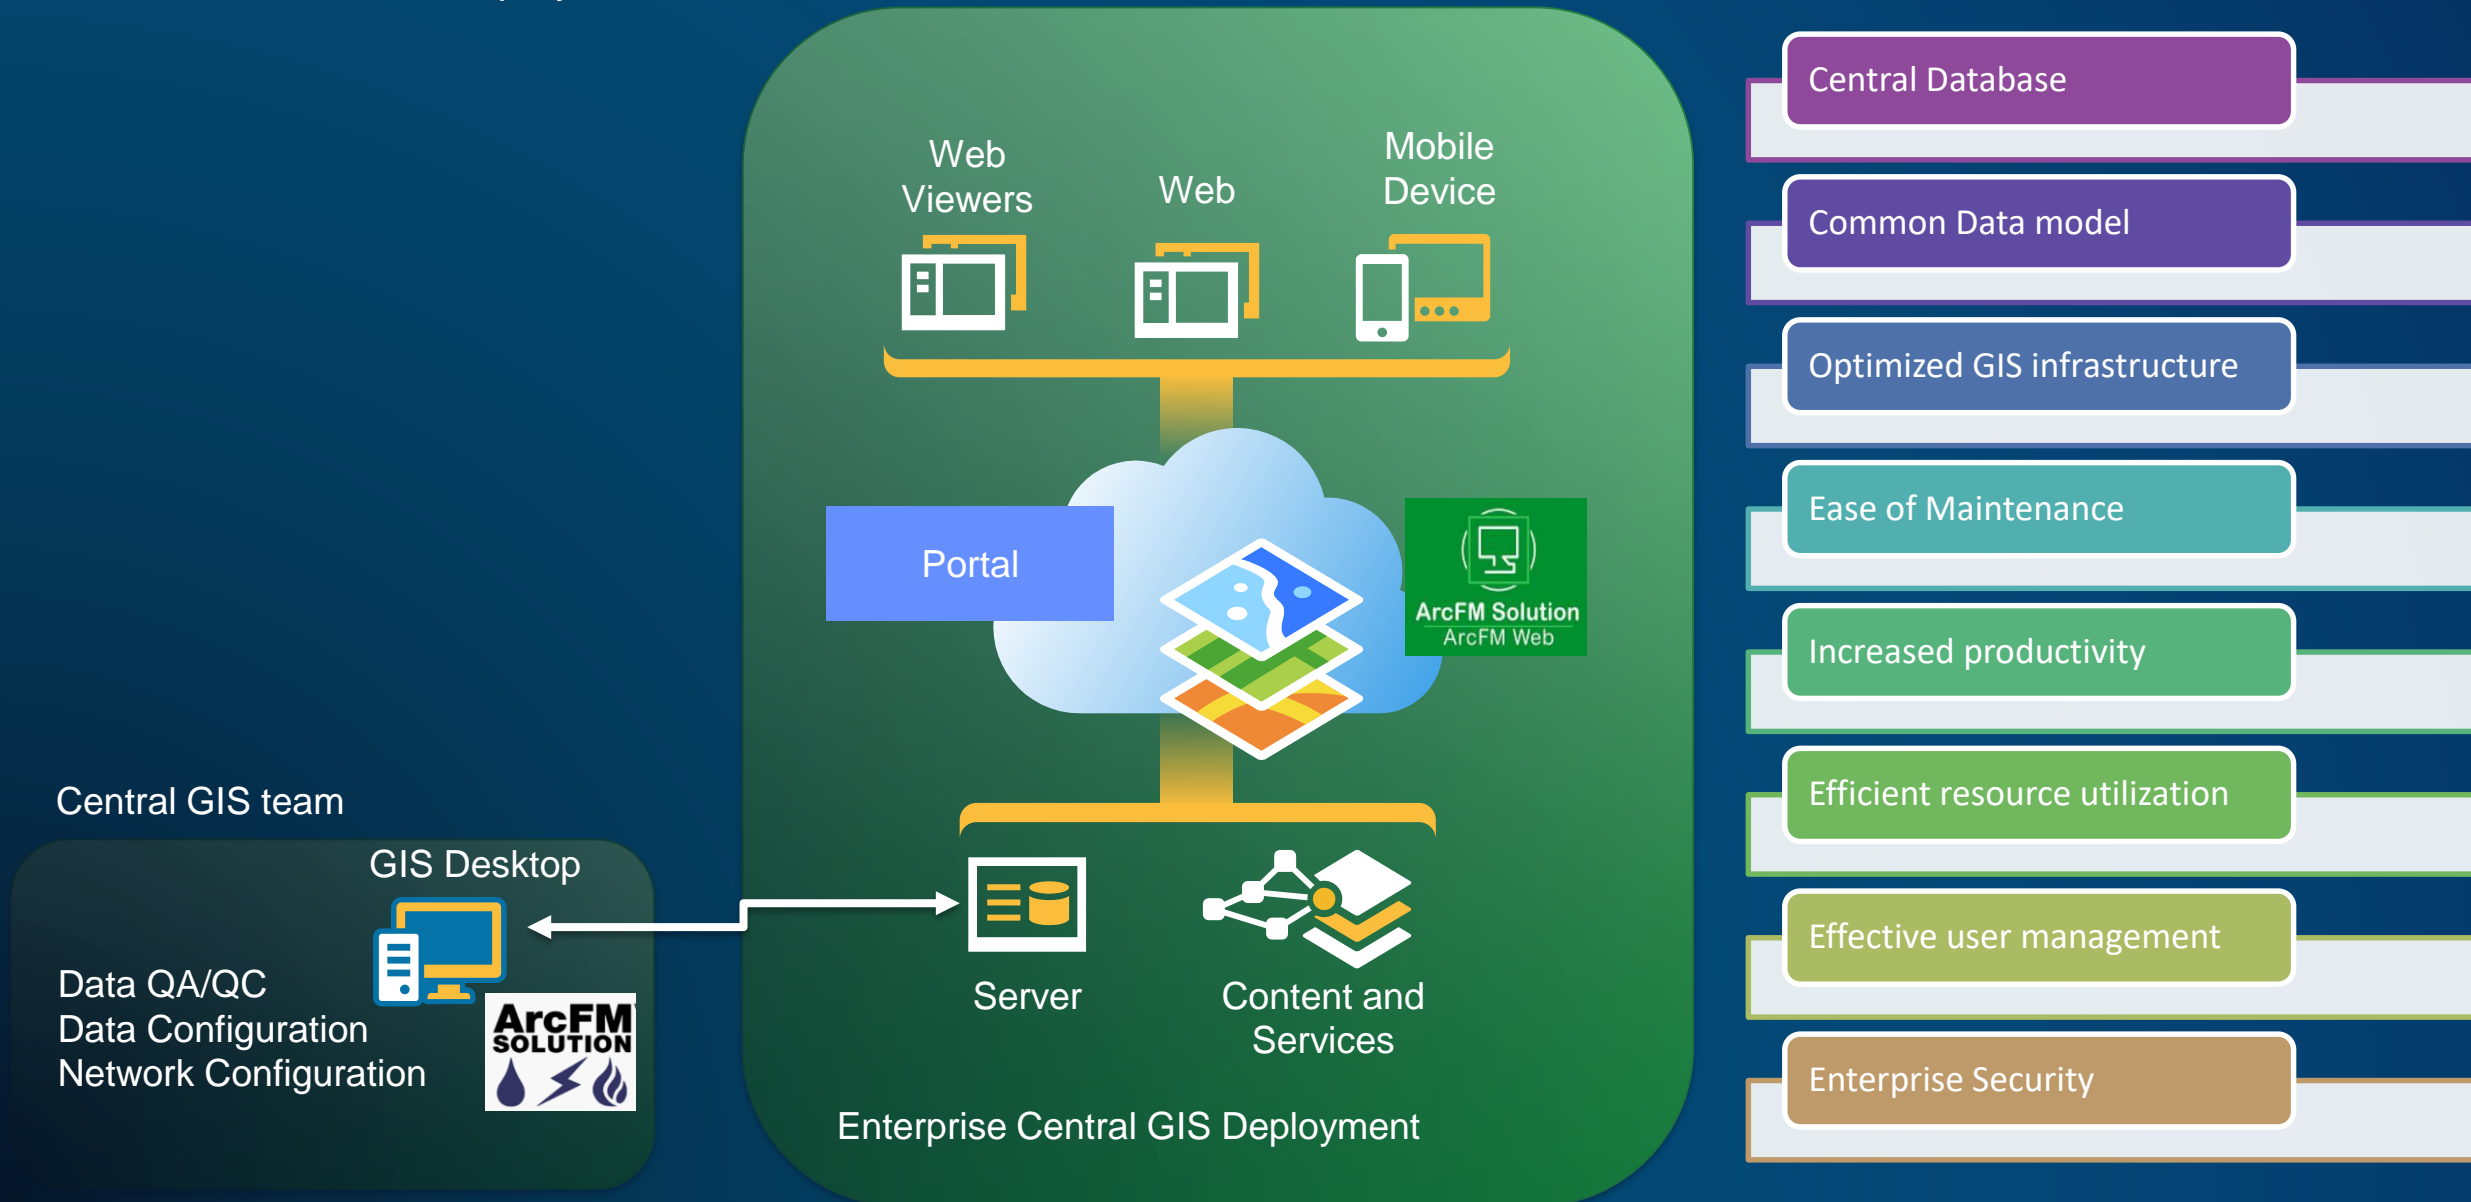 Web
Viewers
Web
Mobile
Device
Portal
ArcFM Solution
ArcFM Web
Central GIS team
GIS Desktop
Data QA/QC
Data Configuration
Network Configuration
ArcFM
SOLUTION
Server
Content and
Services
Enterprise Central GIS Deployment
Central Database
Common Data model
Optimized GIS infrastructure
Ease of Maintenance
Increased productivity
Efficient resource utilization
Effective user management
Enterprise Security